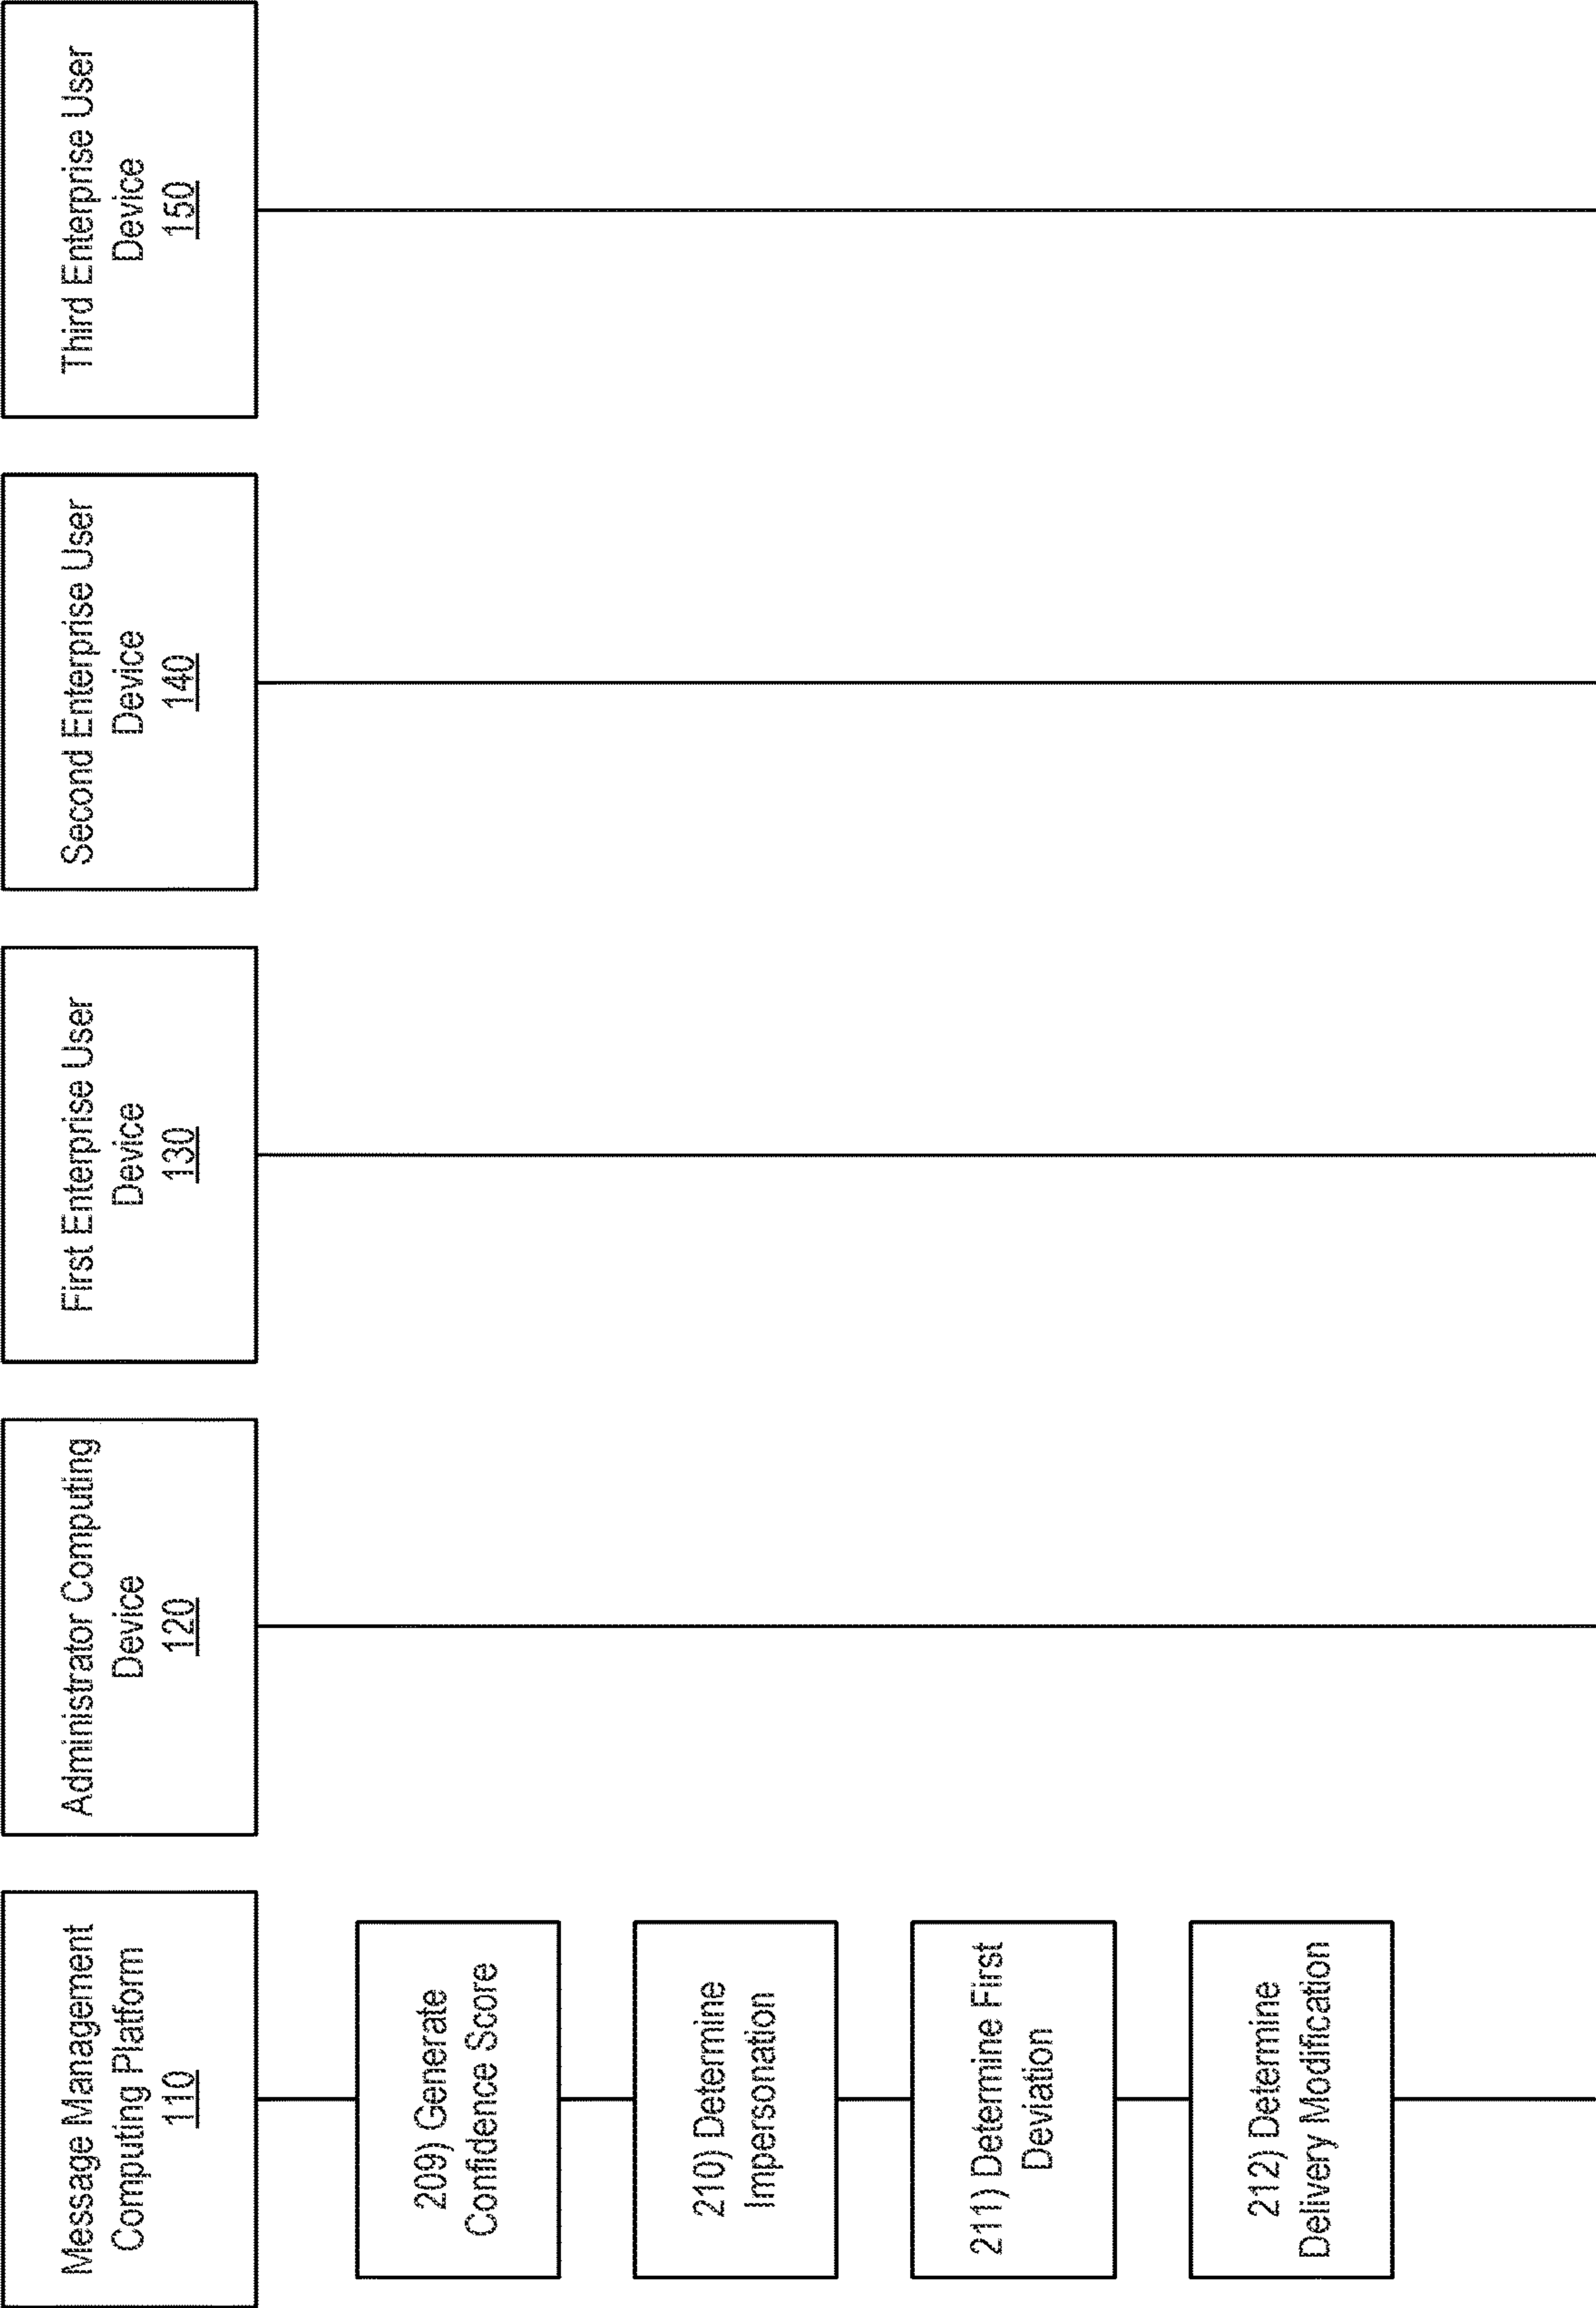 Message Management
Computing Platform
110
Administrator Computing
Device
120
First Enterprise User
Device
130
Second Enterprise User
Device
140
Third Enterprise User
Device
150
209) Generate
Confidence Score
210) Determine
Impersonation
211) Determine First
Deviation
212) Determine
Delivery Modification